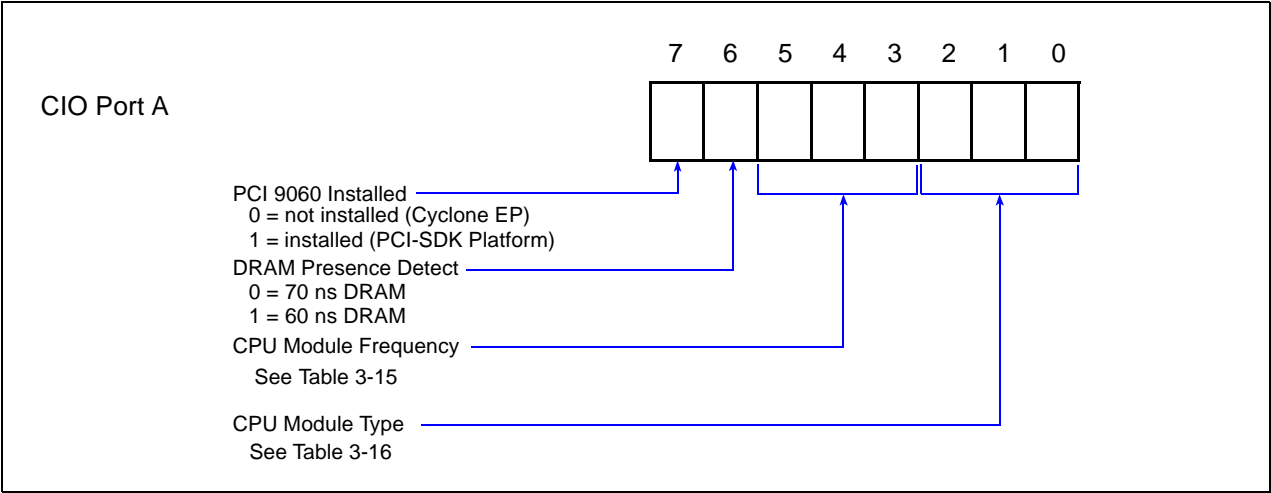 7 6 5 4 3 2 1 0
CIO Port A
PCI 9060 Installed
0 = not installed (Cyclone EP)
1 = installed (PCI-SDK Platform)
DRAM Presence Detect
0 = 70 ns DRAM
1 = 60 ns DRAM
CPU Module Frequency
See Table 3-15
CPU Module Type
See Table 3-16